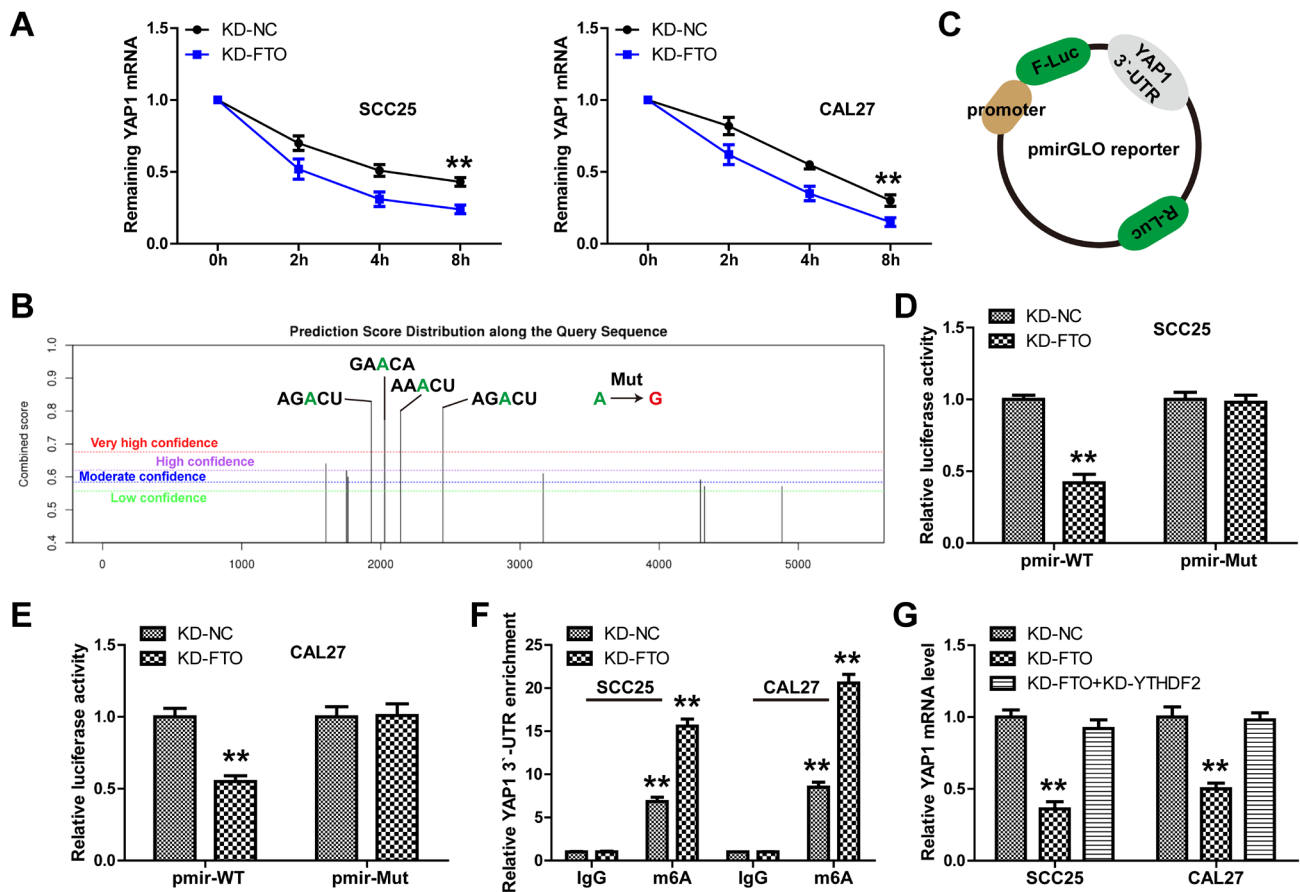 A
KD-NC
KD-FTO
Remaining YAP1 mRNA
1.5
1.0
0.5
0.0
SCC25
**
0h
2h
4h
8h
KD-NC
KD-FTO
Remaining YAP1 mRNA
1.5
1.0
0.5
0.0
CAL27
**
0h
2h
4h
8h
C
F-Luc
YAP1
3`-UTR
promoter
pmirGLO reporter
R-Luc
B
Prediction Score Distribution along the Query Sequence
Combined score
1.0
0.9
0.8
0.7
0.6
0.5
0.4
GAACA
AAACU
AGACU
AGACU
Mut
A
G
Very high confidence
High confidence
Moderate confidence
Low confidence
0
1000
2000
3000
4000
5000
D
KD-NC
KD-FTO
SCC25
Relative luciferase activity
1.5
1.0
0.5
0.0
**
pmir-WT
pmir-Mut
E
KD-NC
KD-FTO
CAL27
Relative luciferase activity
1.5
1.0
0.5
0.0
**
pmir-WT
pmir-Mut
F
KD-NC
KD-FTO
Relative YAP1 3`-UTR enrichment
25
20
15
10
5
0
SCC25
CAL27
**
**
**
**
IgG
m6A
IgG
m6A
G
KD-NC
KD-FTO
KD-FTO+KD-YTHDF2
Relative YAP1 mRNA level
1.5
1.0
0.5
0.0
**
**
SCC25
CAL27